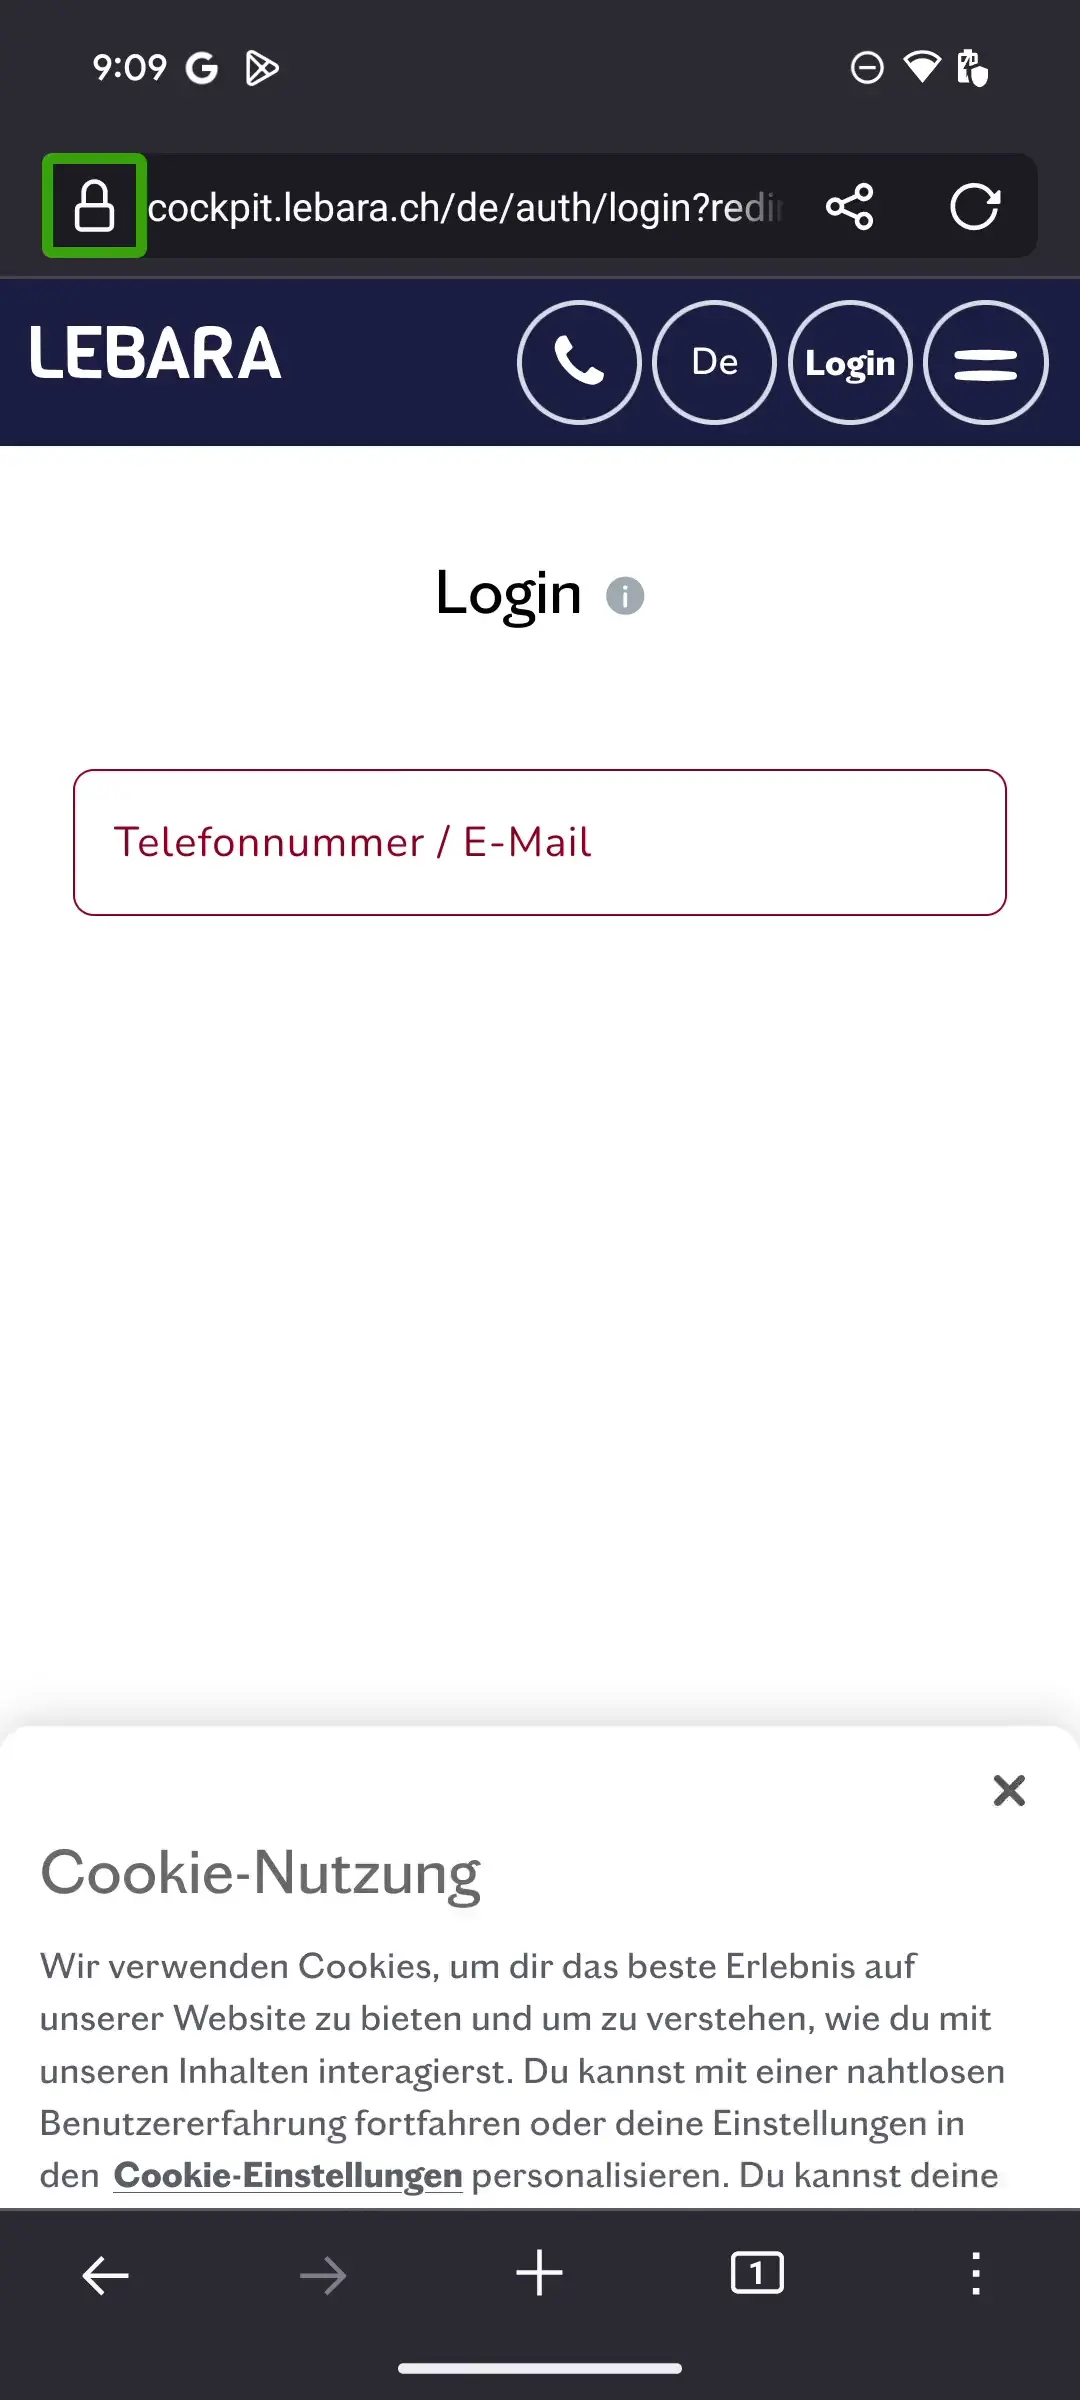 9:09
cockpit.lebara.ch/de/auth/login?redir
LEBARA
De
Login
Login
Telefonnummer / E-Mail
Cookie-Nutzung
Wir verwenden Cookies, um dir das beste Erlebnis auf
unserer Website zu bieten und um zu verstehen, wie du mit
unseren Inhalten interagierst. Du kannst mit einer nahtlosen
Benutzererfahrung fortfahren oder deine Einstellungen in
den Cookie-Einstellungen personalisieren. Du kannst deine
1